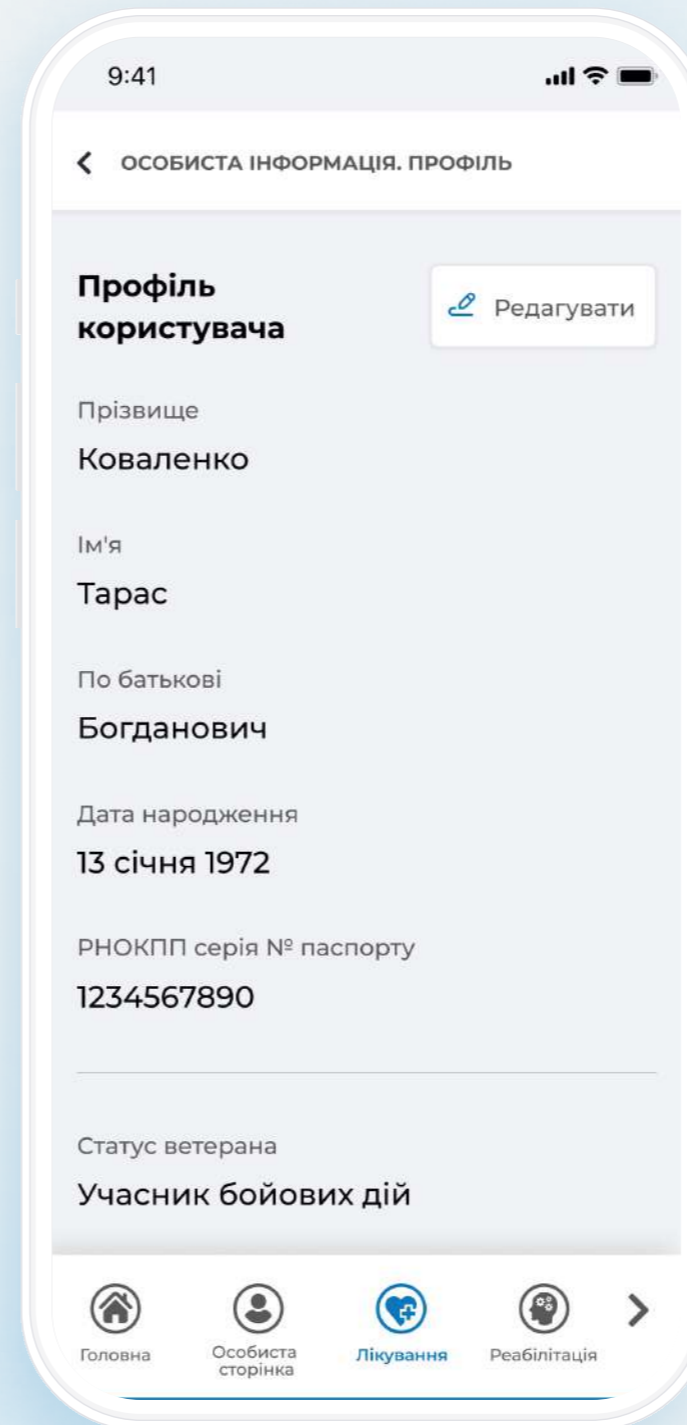 9:41
ОСОБИСТА ІНФОРМАЦІЯ. ПРОФІЛЬ
Профіль
користувача
Редагувати
Прізвище
Коваленко
Ім'я
Тарас
По батькові
Богданович
Дата народження
13 січня 1972
РНОКПП серія № паспорту
1234567890
Статус ветерана
Учасник бойових дій
Головна
Особиста
сторінка
Лікування
Реабілітація